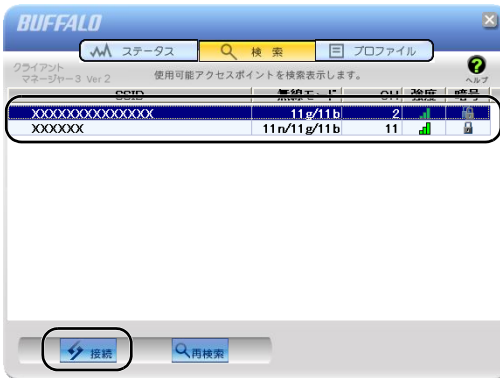 BUFFALO
ステータス 検索 プロファイル
クライアント
マネージャー3 Ver 2
使用可能アクセスポイントを検索表示します。
ヘルプ
SSID 無線モード CH 強度 暗号
XXXXXXXXXXXXXX 11g/11b 2
XXXXXX 11n/11g/11b 11
接続 再検索